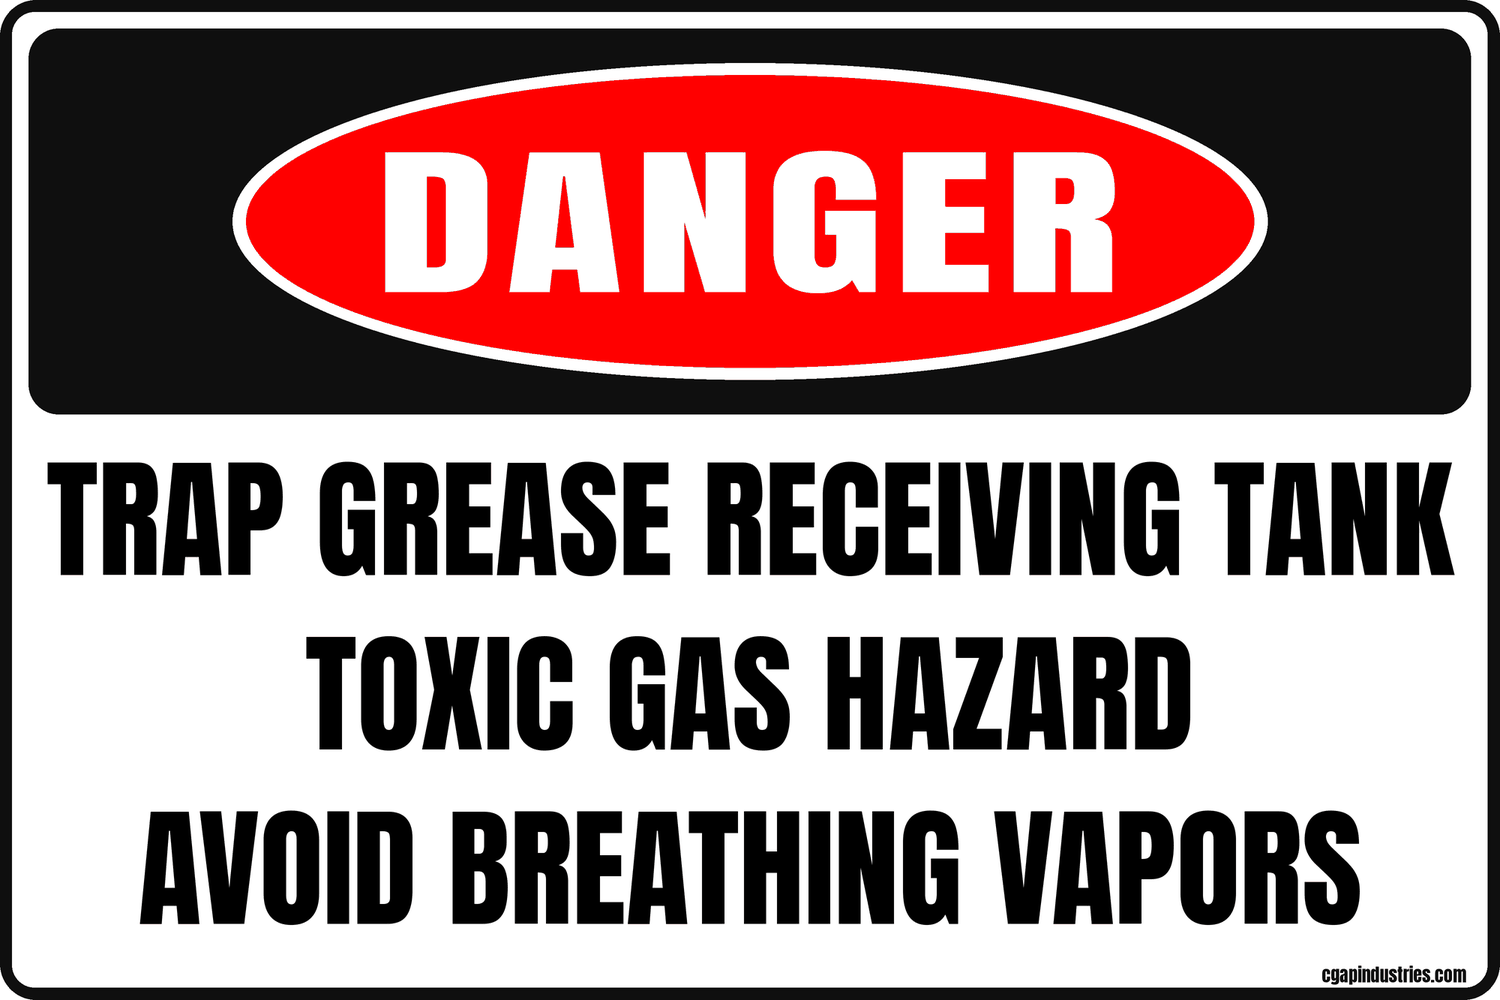 DANGER
TRAP GREASE RECEIVING TANK
TOXIC GAS HAZARD
AVOID BREATHING VAPORS
cgapindustries.com